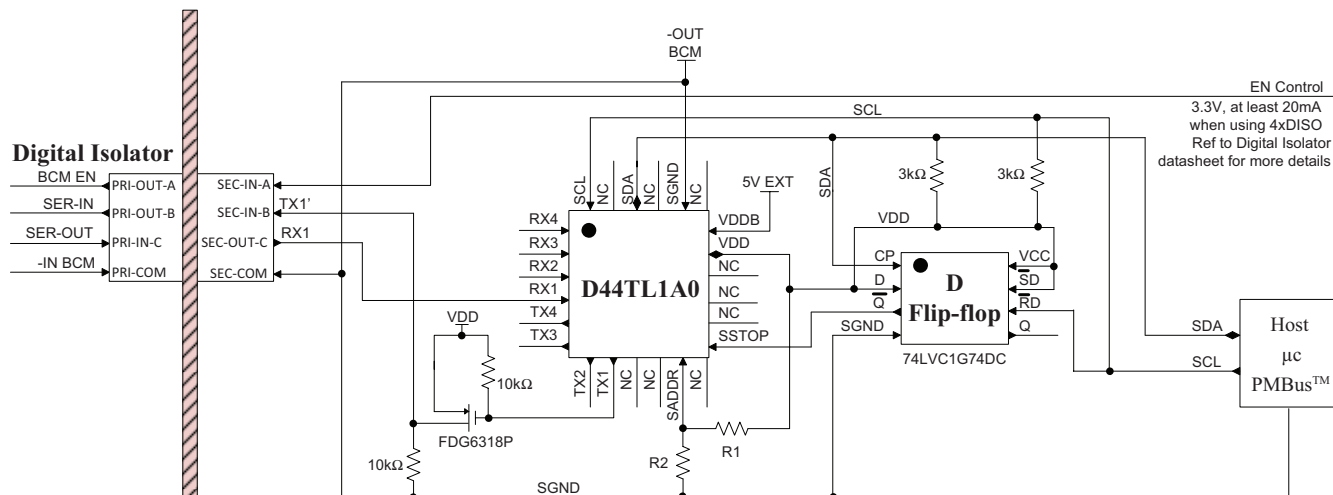 -OUT
BCM
EN Control
3.3V, at least 20mA
when using 4xDISO
Ref to Digital Isolator
datasheet for more details
Digital Isolator
BCM EN
SER-IN
SER-OUT
-IN BCM
PRI-OUT-A
PRI-OUT-B
PRI-IN-C
PRI-COM
SEC-IN-A
SEC-IN-B
SEC-OUT-C
SEC-COM
TX1'
RX1
SCL
SCL
NC
SDA
NC
SGND
NC
5V EXT
SDA
3kΩ
3kΩ
VDD
RX4
RX3
RX2
RX1
TX4
TX3
D44TL1A0
VDDB
VDD
NC
NC
NC
SSTOP
TX2
TX1
NC
NC
SADDR
NC
CP
D
Q̅
SGND
D
Flip-flop
VCC
S̅D̅
R̅D̅
Q
74LVC1G74DC
SDA
SCL
Host
µc
PMBus™
VDD
10kΩ
FDG6318P
10kΩ
R1
R2
SGND